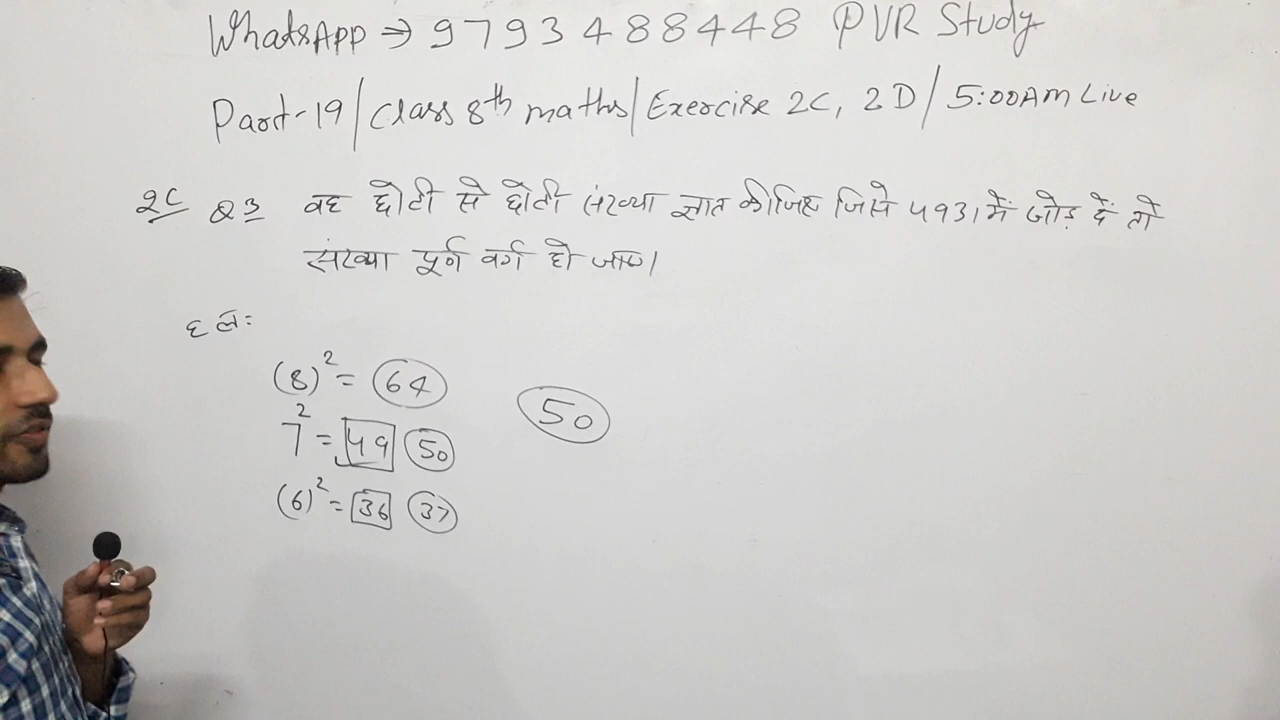 WhatsApp ⇒ 9793488448 PVR Study
Part-19/Class 8th maths/Exercise 2C, 2D/5:00AM Live
2C Q3 वह छोटी से छोटी संख्या ज्ञात कीजिए जिसे 4931 में जोड़ दें तो
संख्या पूर्ण वर्ग हो जाए।
हल:
(8)² = 64
50
7² = 49 50
(6)² = 36 37